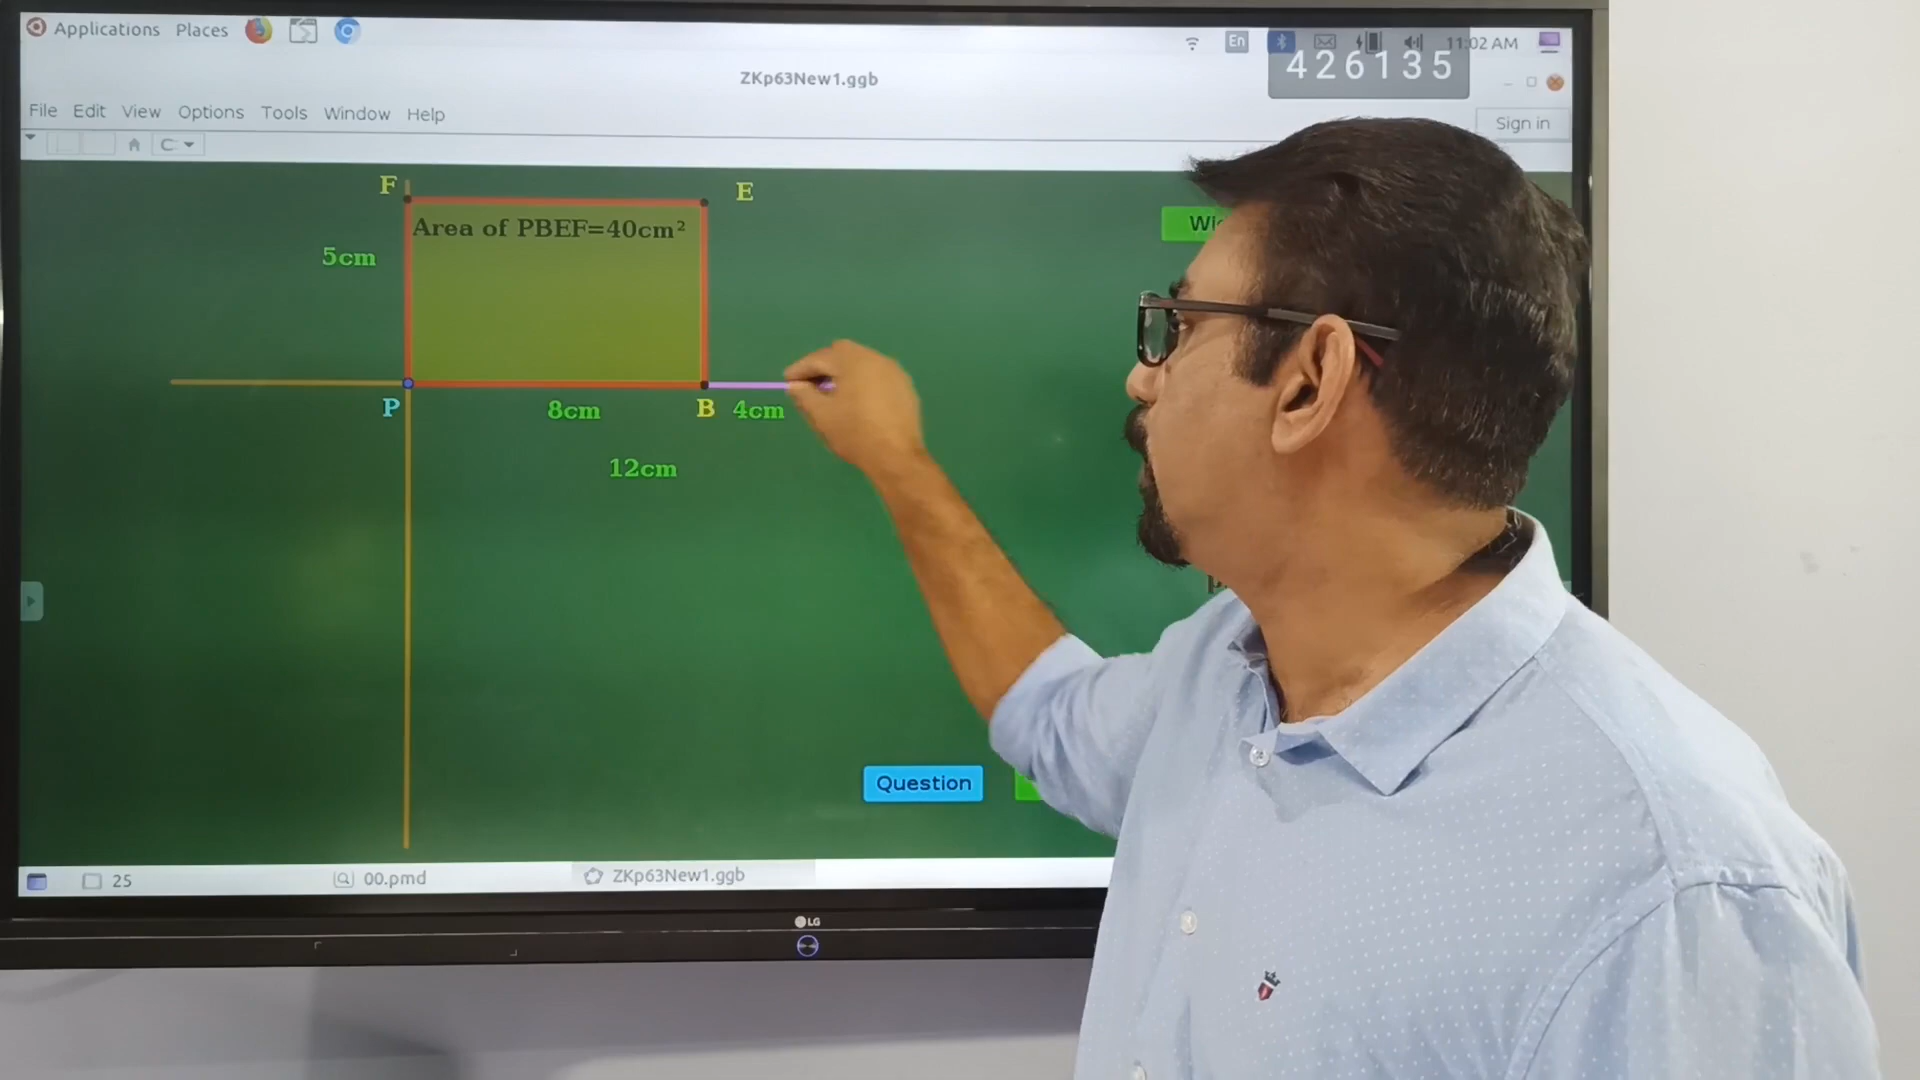 Applications Places
En 11:02 AM
426135
ZKp63New1.ggb
File Edit View Options Tools Window Help
Sign in
C
F
E
Area of PBEF=40cm²
5cm
P
8cm
B
4cm
12cm
Question
25
00.pmd
ZKp63New1.ggb
LG